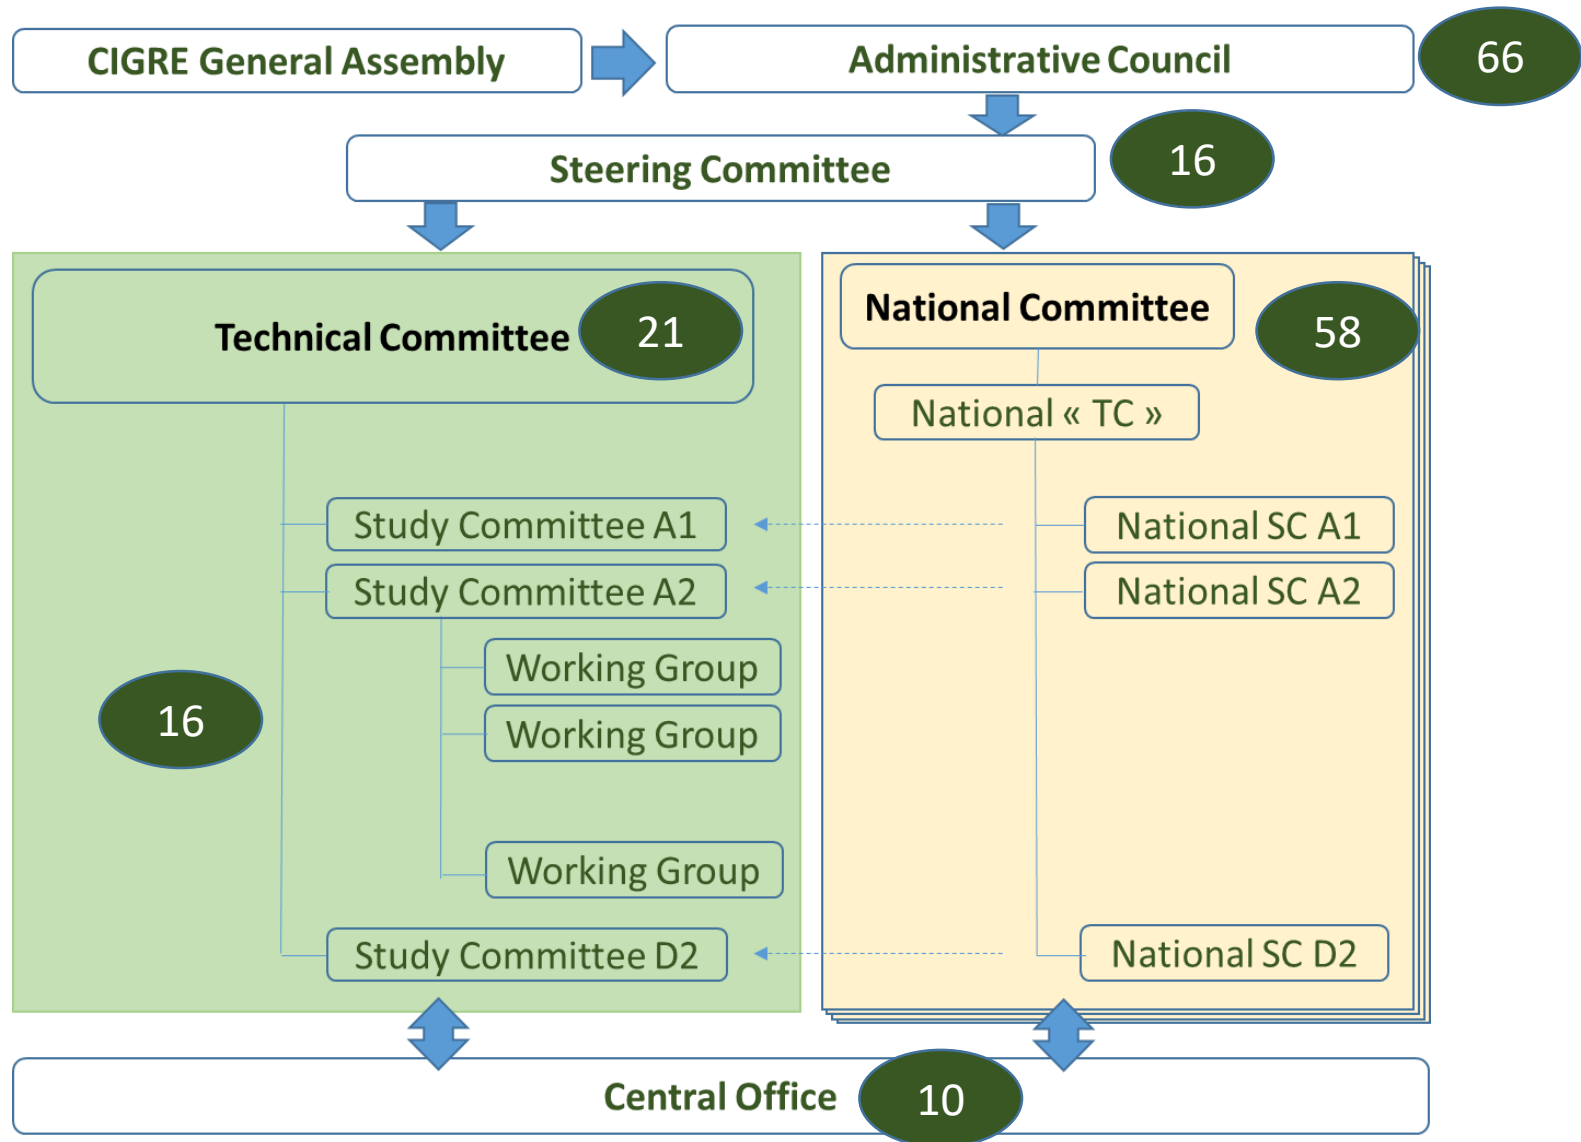 CIGRE General Assembly
Administrative Council
66
Steering Committee
16
Technical Committee
21
National Committee
58
National « TC »
Study Committee A1
National SC A1
Study Committee A2
National SC A2
Working Group
16
Working Group
Working Group
Study Committee D2
National SC D2
Central Office
10